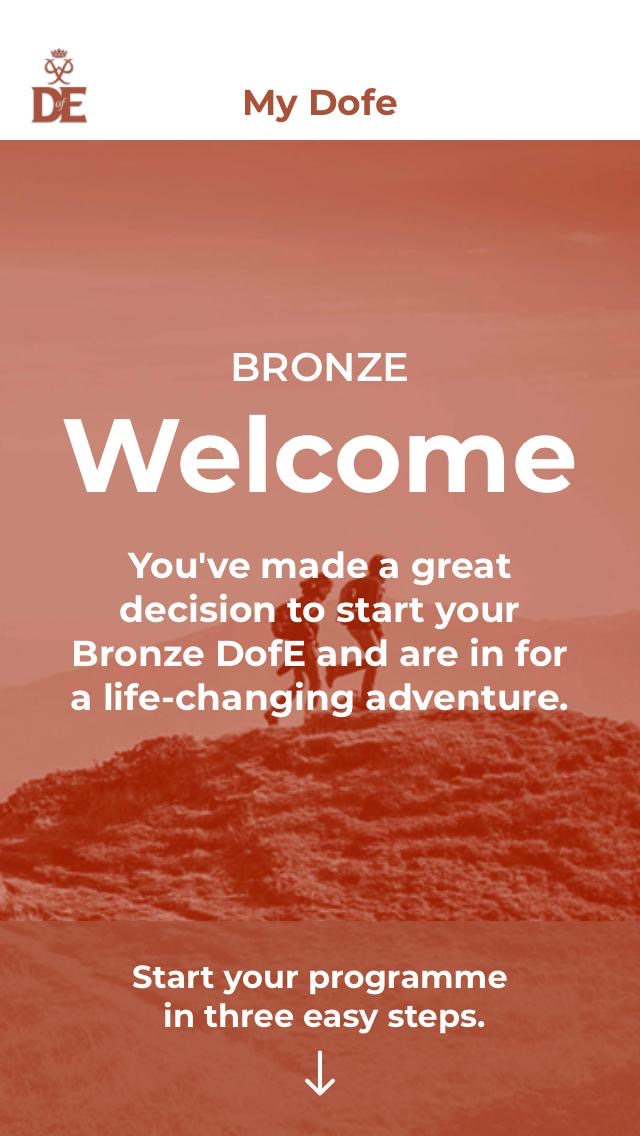 DofE
My Dofe
BRONZE
Welcome
You've made a great
decision to start your
Bronze DofE and are in for
a life-changing adventure.
Start your programme
in three easy steps.